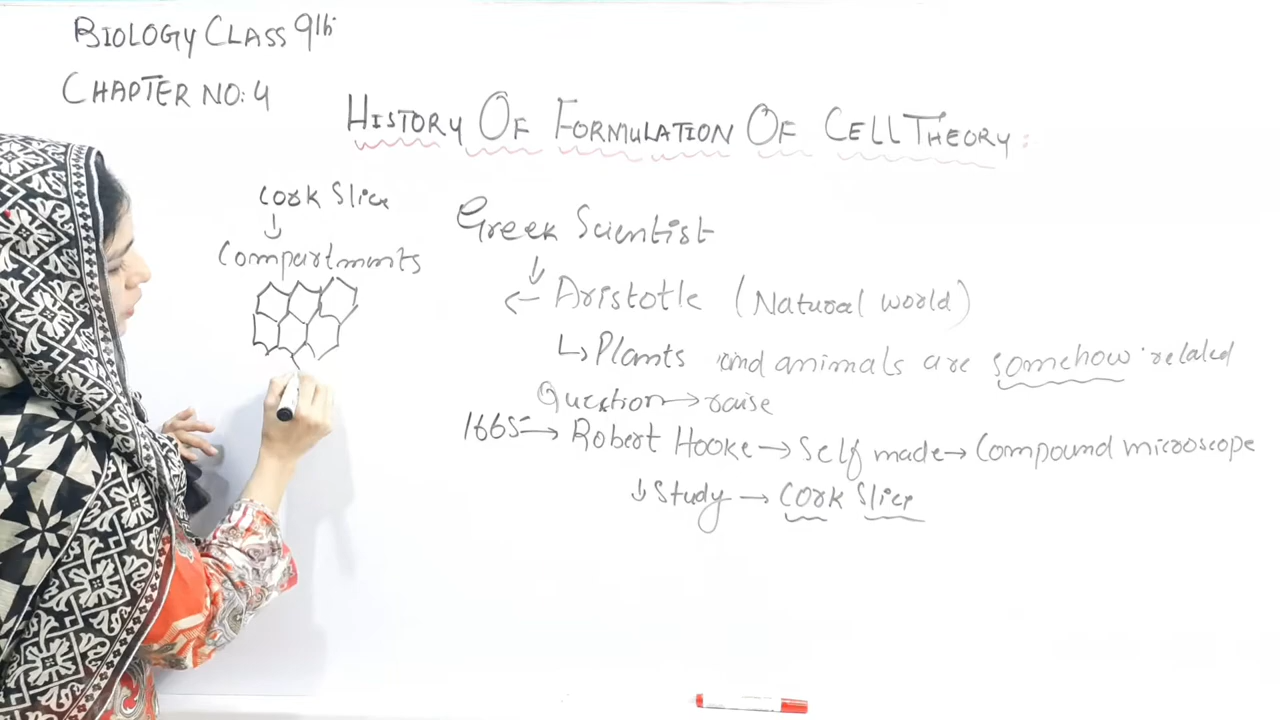 BIOLOGY CLASS 9th
CHAPTER NO: 4
HISTORY OF FORMULATION OF CELL THEORY:
Cork Slice
↓
Compartments
Greek Scientist
↓
← Aristotle (Natural world)
↳ Plants and animals are somehow related
Question → raise
1665 → Robert Hooke → Self made → Compound microscope
↓ Study → Cork Slice